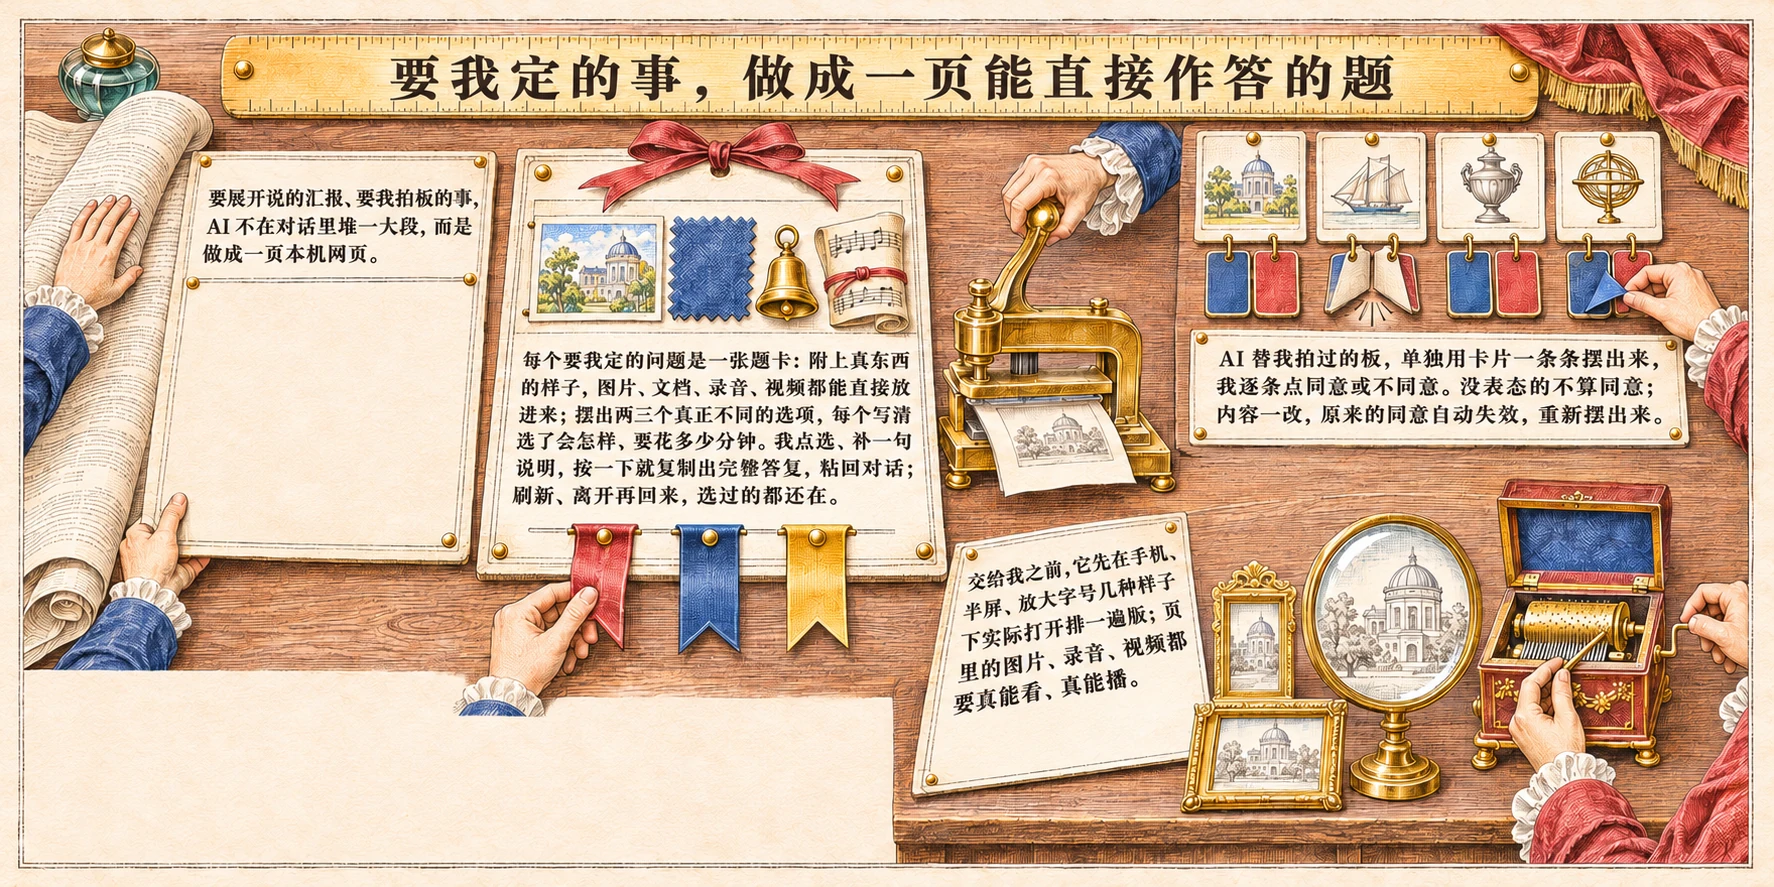 要我定的事，做成一页能直接作答的题
要展开说的汇报、要我拍板的事，
AI 不在对话里堆一大段，而是
做成一页本机网页。
每个要我定的问题是一张题卡：附上真东西
的样子，图片、文档、录音、视频都能直接放
进来；摆出两三个真正不同的选项，每个写清
选了会怎样、要花多少分钟。我点选、补一句
说明，按一下就复制出完整答复，粘回对话；
刷新、离开再回来，选过的都还在。
AI 替我拍过的板，单独用卡片一条条摆出来，
我逐条点同意或不同意。没表态的不算同意；
内容一改，原来的同意自动失效，重新摆出来。
交给我之前，它先在手机、
半屏、放大字号几种样子
下实际打开排一遍版；页
里的图片、录音、视频都
要真能看、真能播。